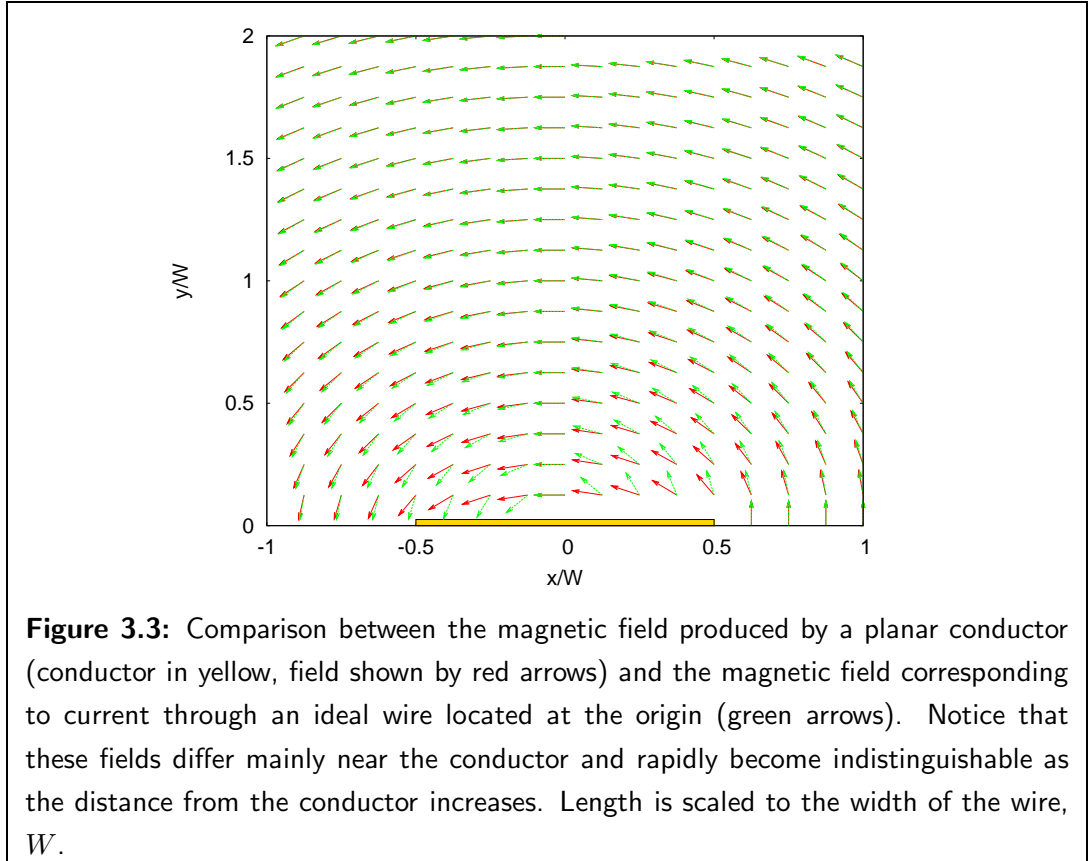 2
1.5
1
0.5
0
y/W
-1
-0.5
0
0.5
1
x/W
Figure 3.3: Comparison between the magnetic field produced by a planar conductor
(conductor in yellow, field shown by red arrows) and the magnetic field corresponding
to current through an ideal wire located at the origin (green arrows). Notice that
these fields differ mainly near the conductor and rapidly become indistinguishable as
the distance from the conductor increases. Length is scaled to the width of the wire,
W.